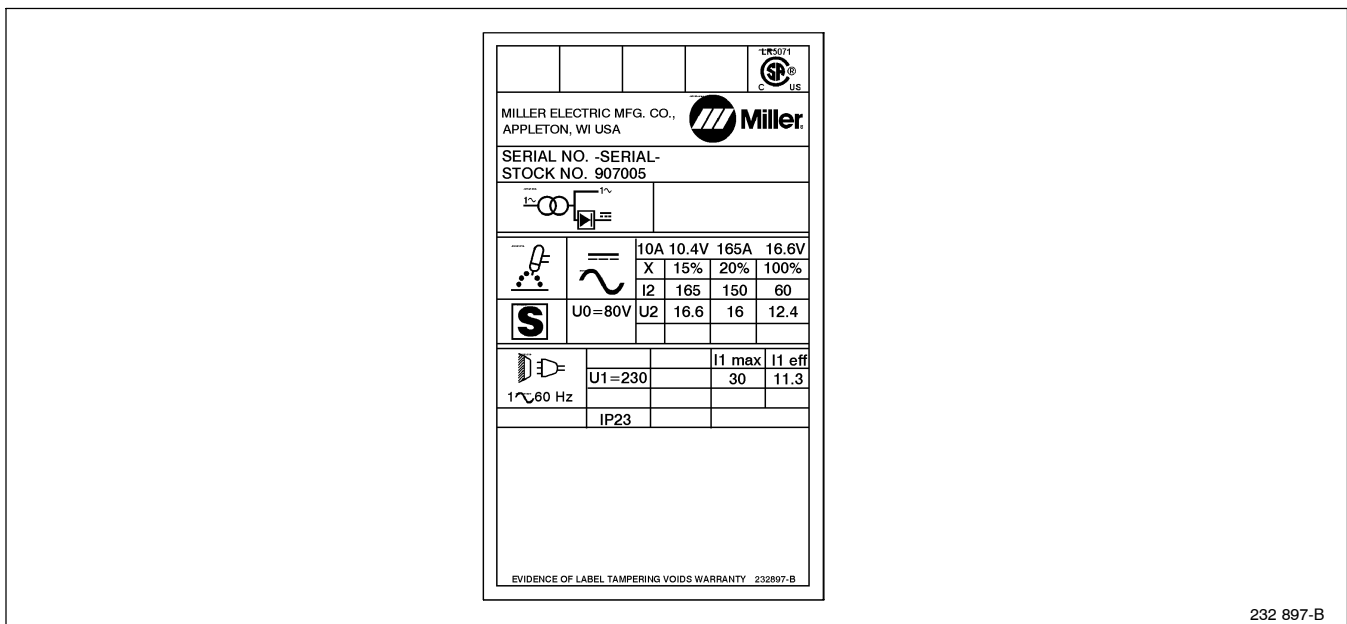 LR5071
SA ®
C US
MILLER ELECTRIC MFG. CO.,
APPLETON, WI USA
Miller
SERIAL NO. -SERIAL-
STOCK NO. 907005
1~ 1~
10A 10.4V 165A 16.6V
X 15% 20% 100%
I2 165 150 60
S U0=80V U2 16.6 16 12.4
I1 max I1 eff
U1=230 30 11.3
1~60 Hz
IP23
EVIDENCE OF LABEL TAMPERING VOIDS WARRANTY 232897-B
232 897-B